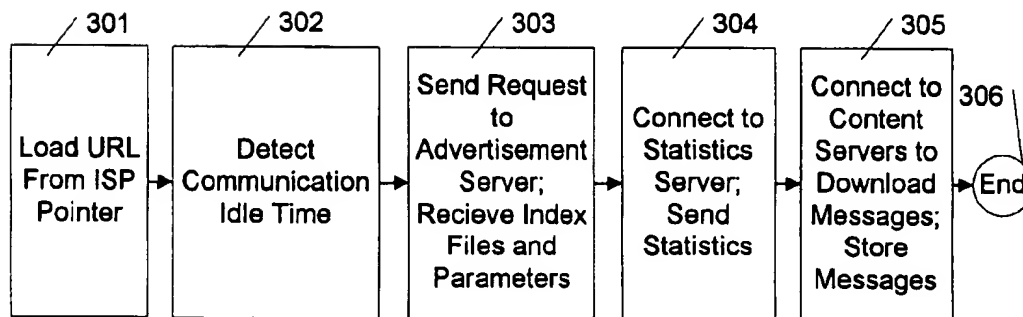 301
302
303
304
305
306
Load URL
From ISP
Pointer
Detect
Communication
Idle Time
Send Request
to
Advertisement
Server;
Recieve Index
Files and
Parameters
Connect to
Statistics
Server;
Send
Statistics
Connect to
Content
Servers to
Download
Messages;
Store
Messages
End